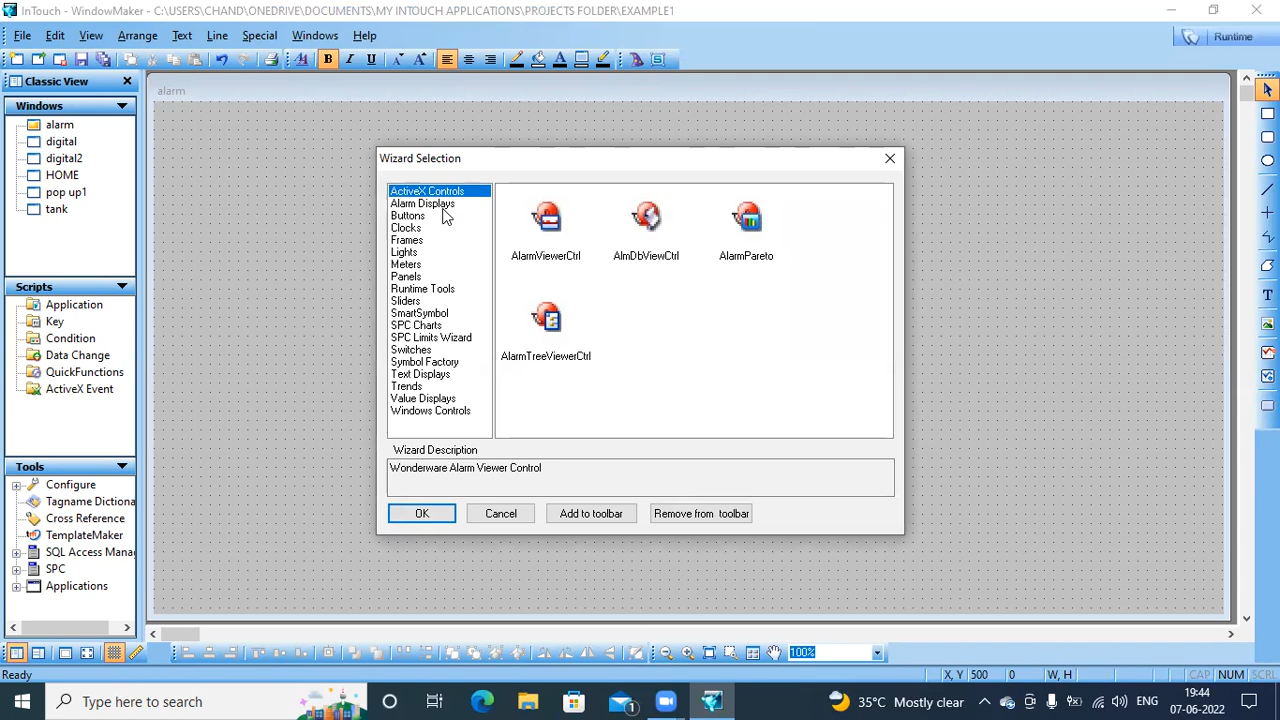 InTouch - WindowMaker - C:\USERS\CHAND\ONEDRIVE\DOCUMENTS\MY INTOUCH APPLICATIONS\PROJECTS FOLDER\EXAMPLE1
File Edit View Arrange Text Line Special Windows Help
Runtime
Classic View
Windows
alarm
digital
digital2
HOME
pop up1
tank
Scripts
Application
Key
Condition
Data Change
QuickFunctions
ActiveX Event
Tools
Configure
Tagname Dictiona
Cross Reference
TemplateMaker
SQL Access Mana
SPC
Applications
alarm
Wizard Selection
ActiveX Controls
Alarm Displays
Buttons
Clocks
Frames
Lights
Meters
Panels
Runtime Tools
Sliders
SmartSymbol
SPC Charts
SPC Limits Wizard
Switches
Symbol Factory
Text Displays
Trends
Value Displays
Windows Controls
AlarmViewerCtrl AlmDbViewCtrl AlarmPareto
AlarmTreeViewerCtrl
Wizard Description
Wonderware Alarm Viewer Control
OK Cancel Add to toolbar Remove from toolbar
100%
Ready X, Y 500 0 W, H CAP NUM SCRL
Type here to search
1
35°C Mostly clear
ENG
19:44
07-06-2022